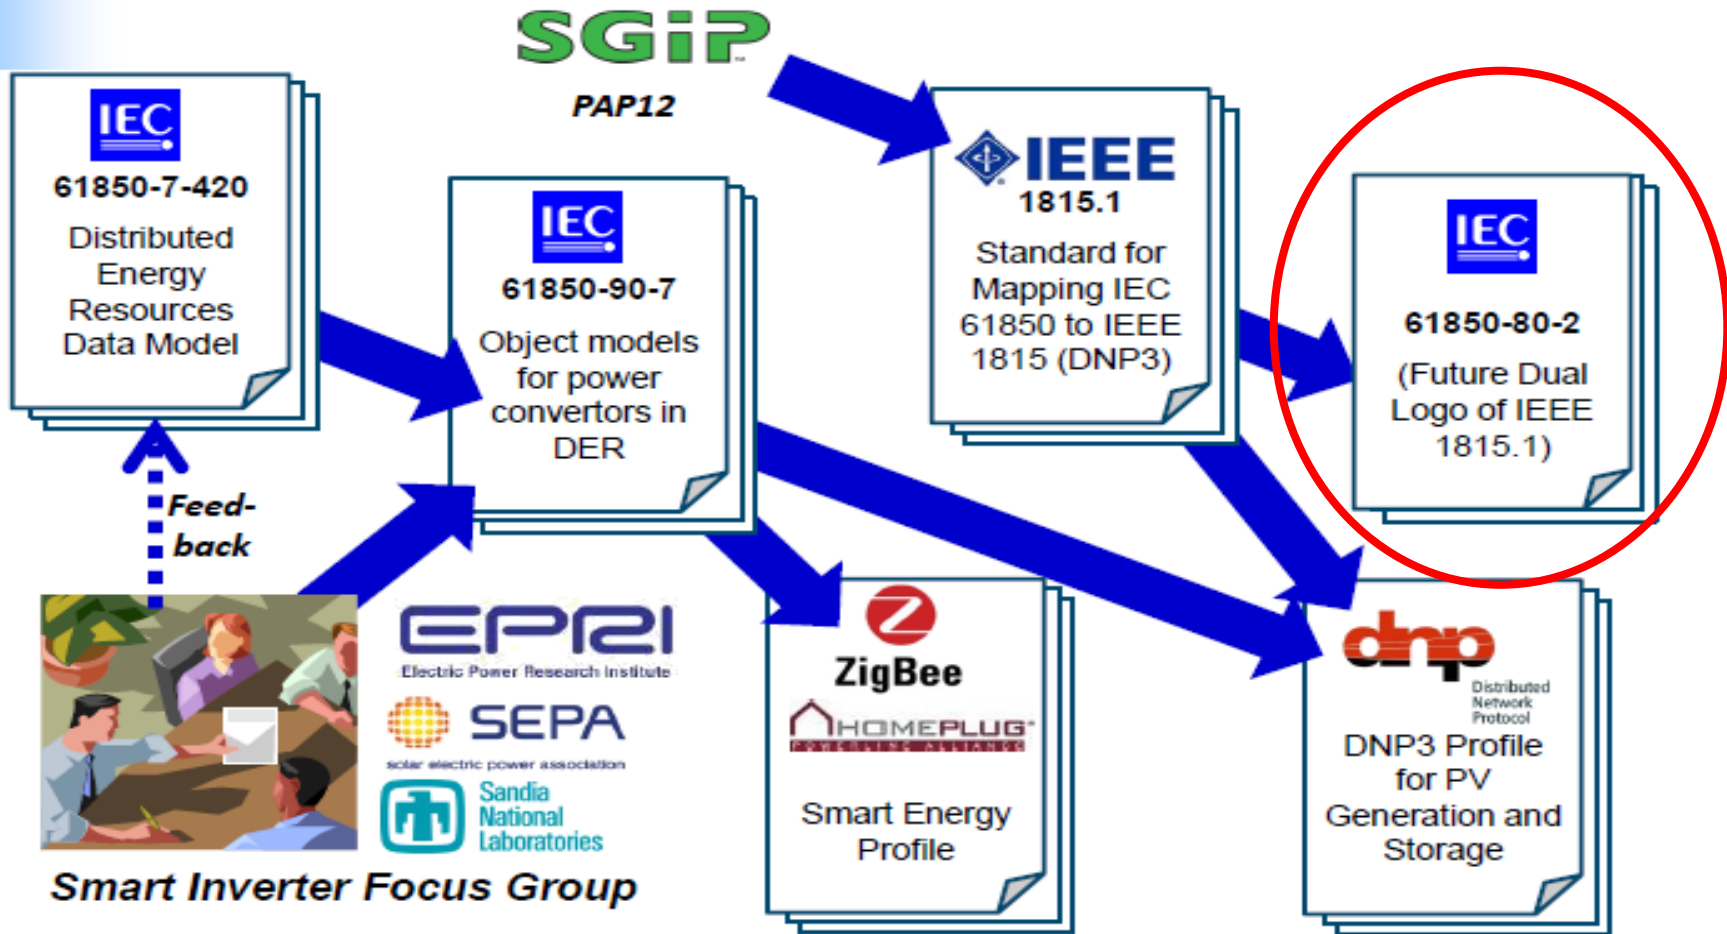 SGiP
PAP12
IEC
61850-7-420
Distributed
Energy
Resources
Data Model
IEC
61850-90-7
Object models
for power
convertors in
DER
IEEE
1815.1
Standard for
Mapping IEC
61850 to IEEE
1815 (DNP3)
IEC
61850-80-2
(Future Dual
Logo of IEEE
1815.1)
Feed-
back
EPRI
Electric Power Research Institute
SEPA
solar electric power association
Sandia
National
Laboratories
Smart Inverter Focus Group
Z
ZigBee
HOMEPLUG
POWERLINE ALLIANCE
Smart Energy
Profile
dnp
Distributed
Network
Protocol
DNP3 Profile
for PV
Generation and
Storage